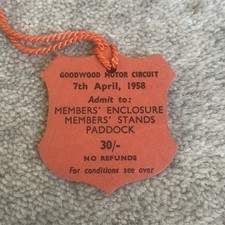 GOODWOOD MOTOR CIRCUIT
7th April, 1958
Admit to:
MEMBERS' ENCLOSURE
MEMBERS' STANDS
PADDOCK
30/-
NO REFUNDS
For conditions see over